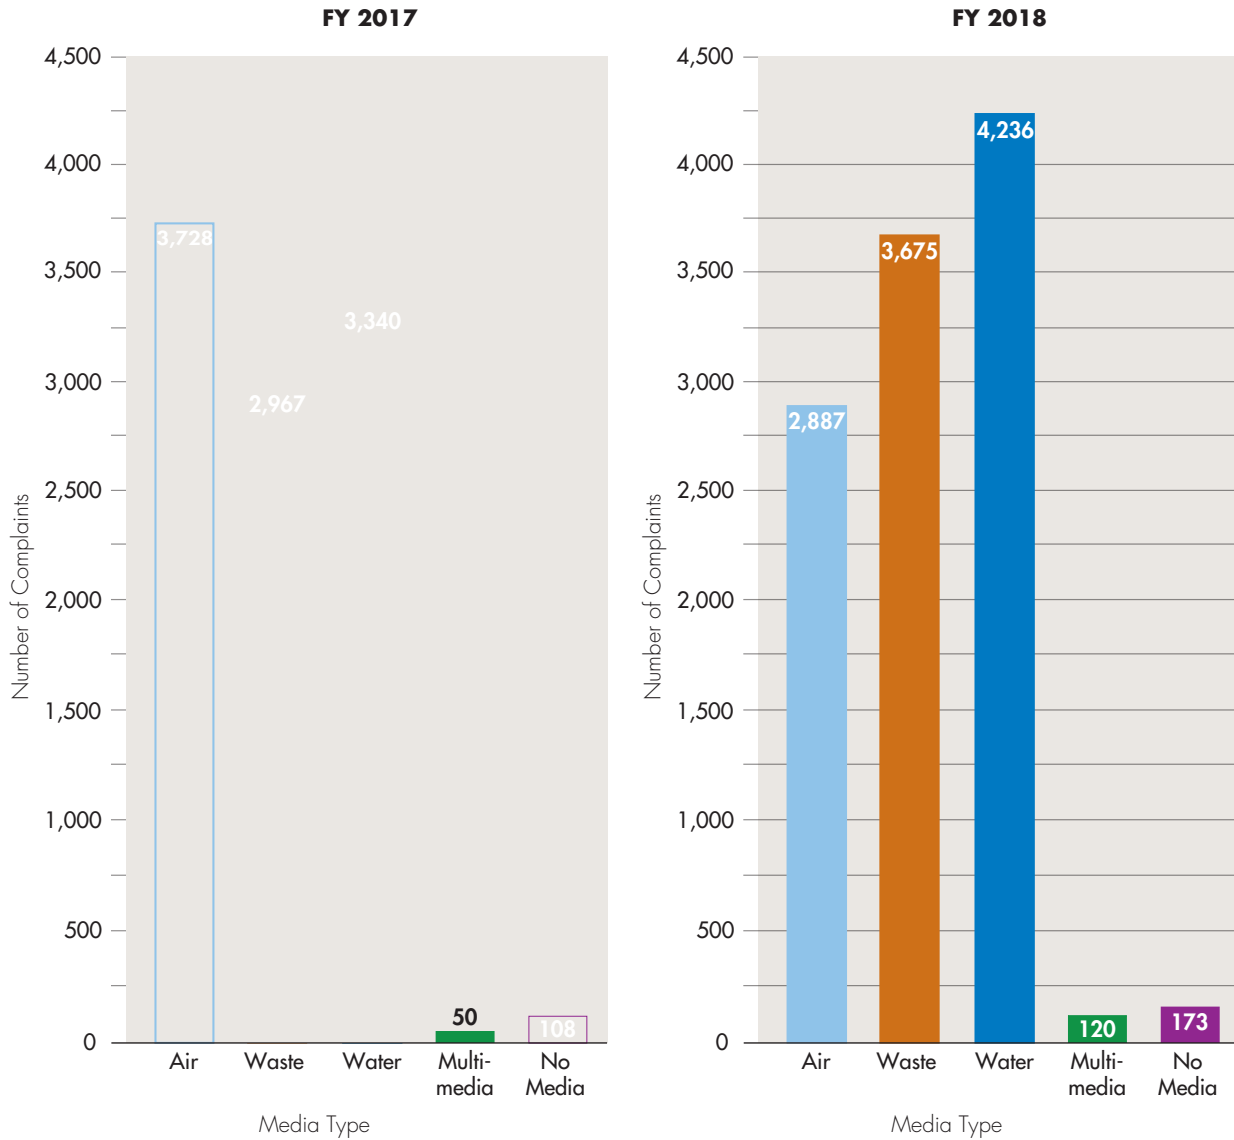 FY 2017
4,500
4,000
3,500
3,000
2,500
2,000
1,500
1,000
500
0
Number of Complaints
3,728
2,967
3,340
50
108
Air
Waste
Water
Multi-
media
No
Media
Media Type
FY 2018
4,500
4,000
3,500
3,000
2,500
2,000
1,500
1,000
500
0
Number of Complaints
2,887
3,675
4,236
120
173
Air
Waste
Water
Multi-
media
No
Media
Media Type